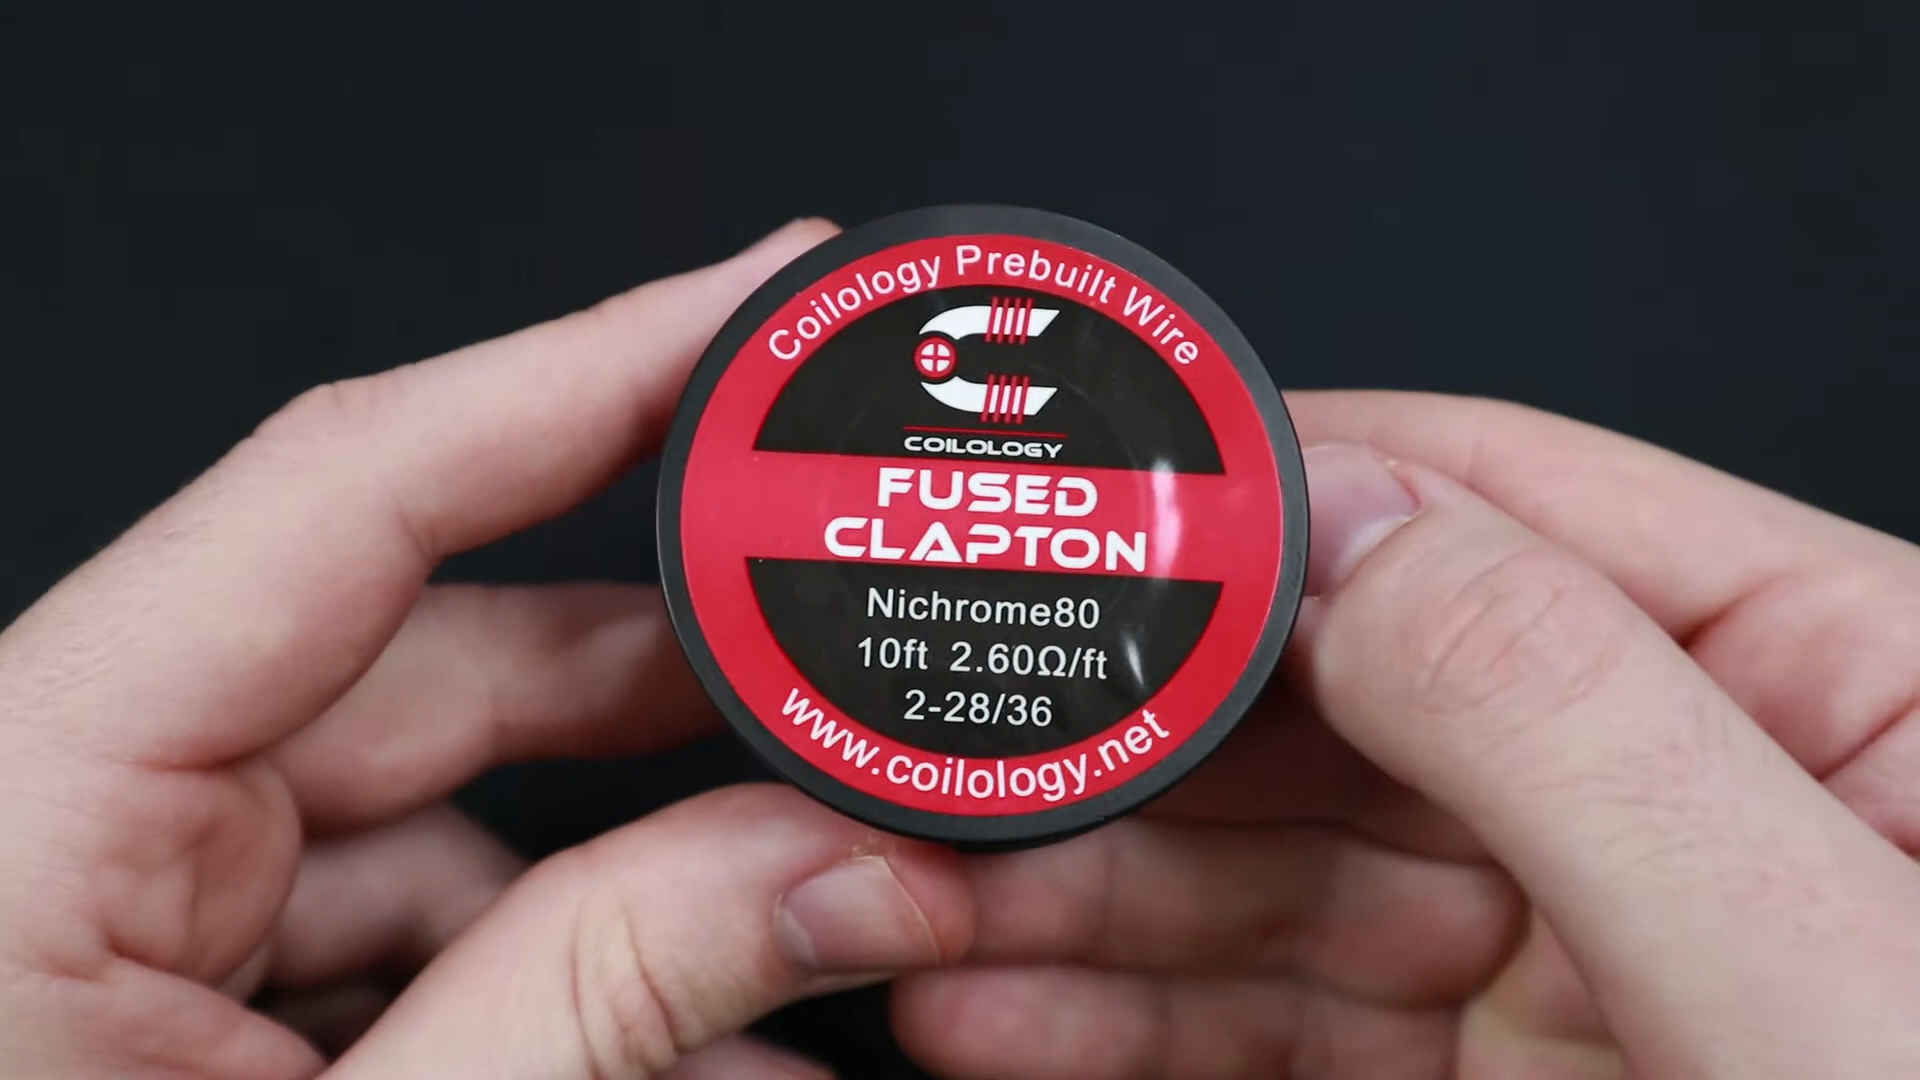 Coilology Prebuilt Wire
COILOLOGY
FUSED
CLAPTON
Nichrome80
10ft 2.60Ω/ft
2-28/36
www.coilology.net